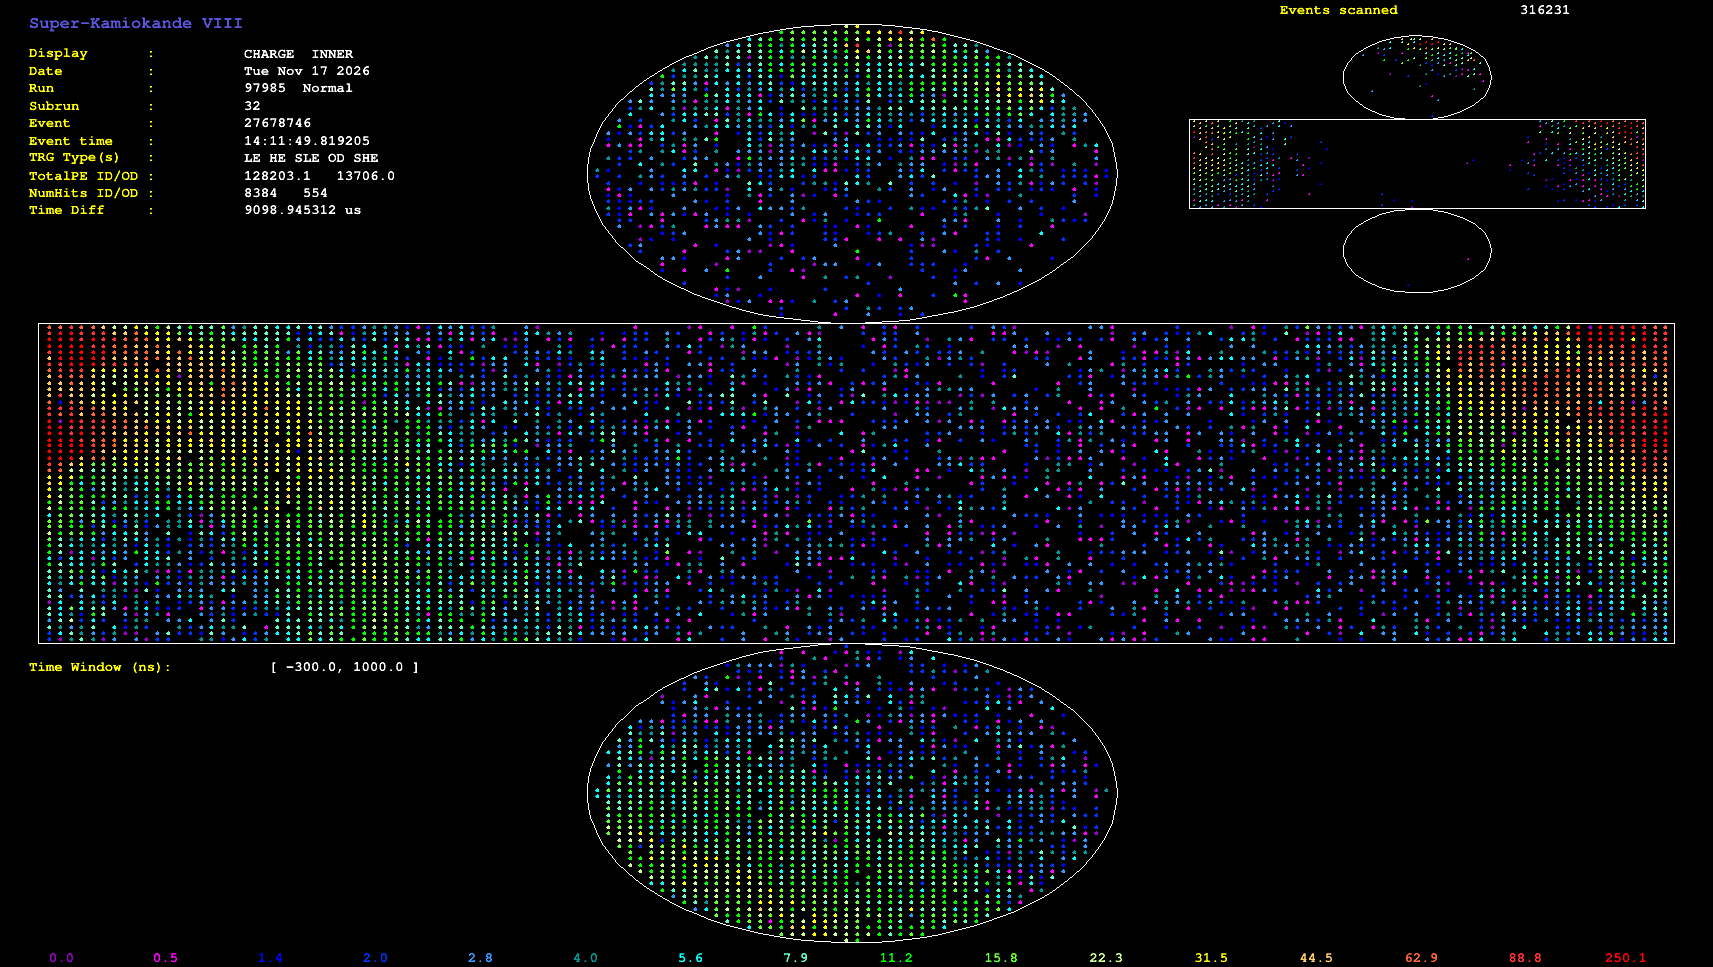 Super-Kamiokande VIII
Events scanned 316231
Display : CHARGE INNER
Date : Tue Nov 17 2026
Run : 97985 Normal
Subrun : 32
Event : 27678746
Event time : 14:11:49.819205
TRG Type(s) : LE HE SLE OD SHE
TotalPE ID/OD : 128203.1 13706.0
NumHits ID/OD : 8384 554
Time Diff : 9098.945312 us
Time Window (ns): [ -300.0, 1000.0 ]
0.0 0.5 1.4 2.0 2.8 4.0 5.6 7.9 11.2 15.8 22.3 31.5 44.5 62.9 88.8 250.1